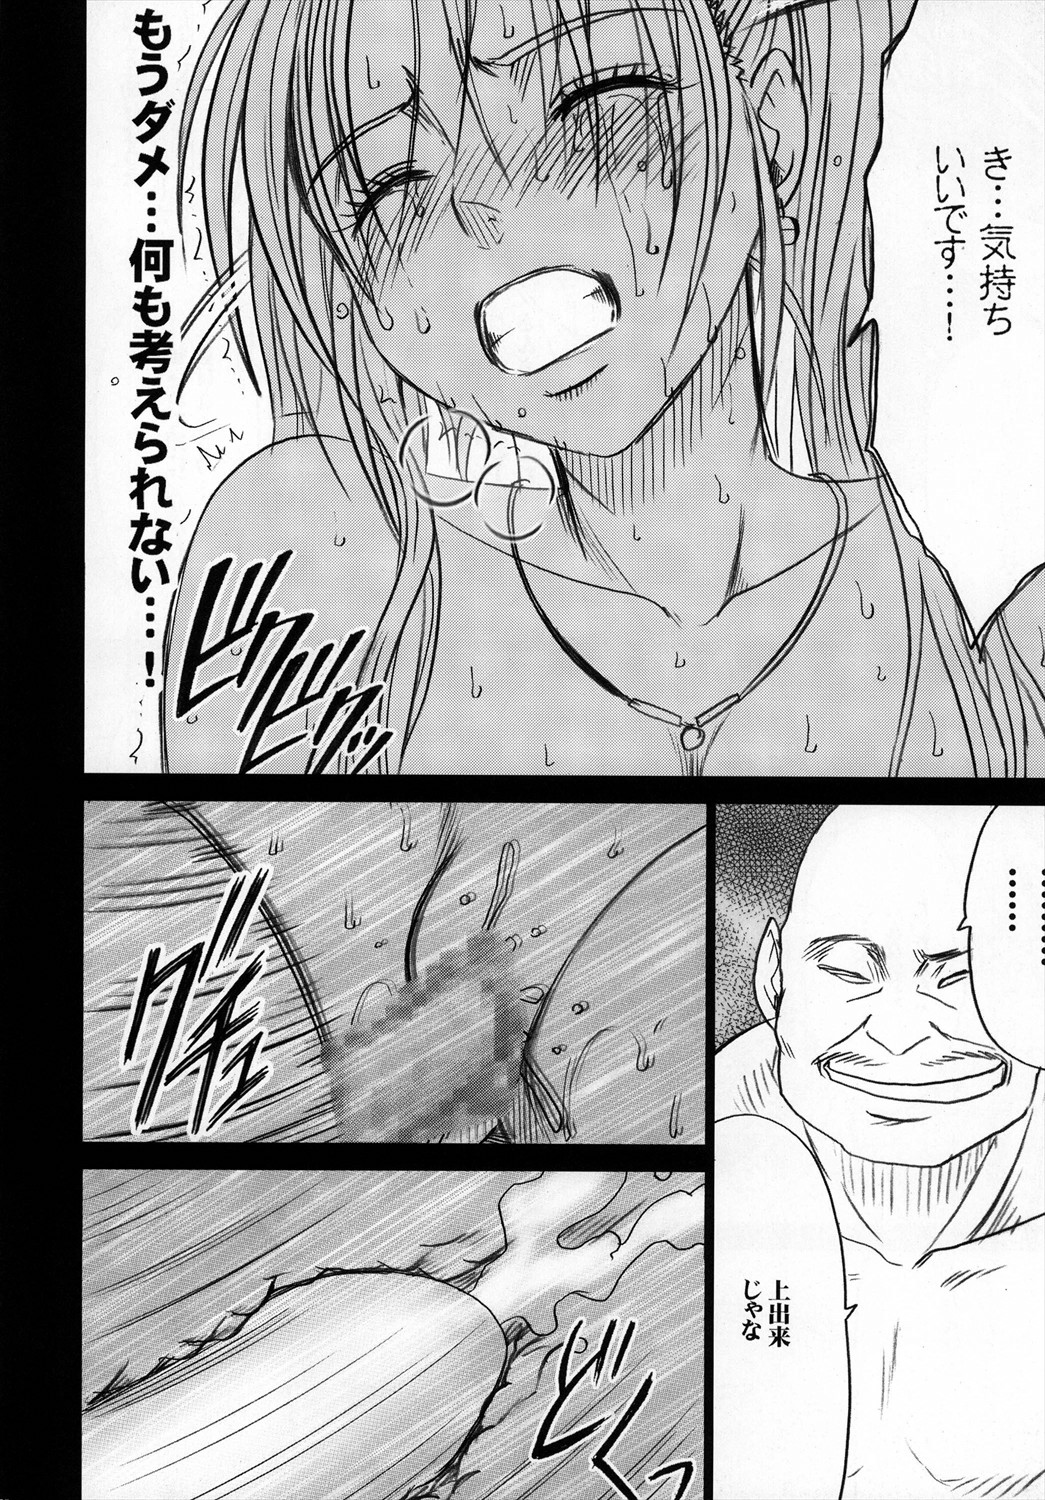 き…気持ち
いいです…!
もうダメ…何も考えられない…!
ビクビクッ
グチュ
…………
……
上出来
じゃな
どくっ